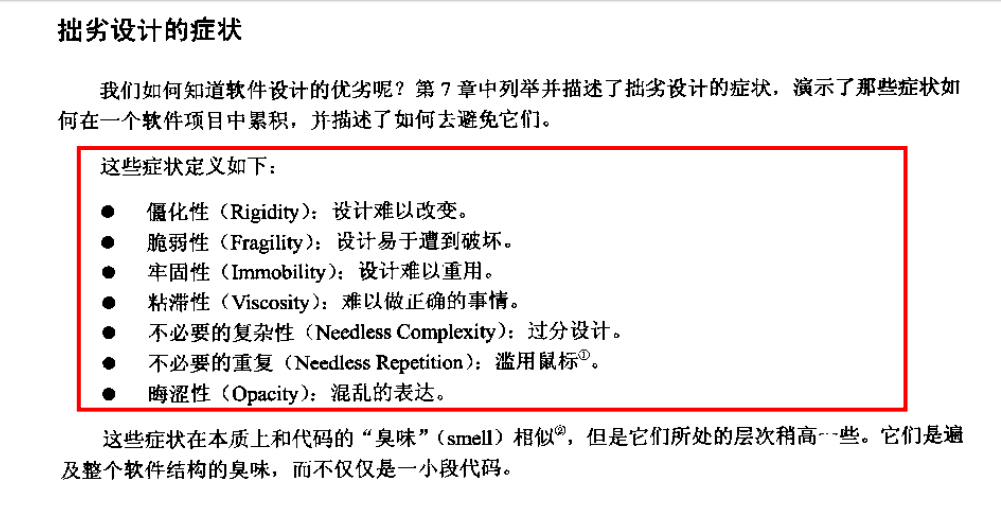 拙劣设计的症状
我们如何知道软件设计的优劣呢？第 7 章中列举并描述了拙劣设计的症状，演示了那些症状如
何在一个软件项目中累积，并描述了如何去避免它们。
这些症状定义如下：
● 僵化性（Rigidity）：设计难以改变。
● 脆弱性（Fragility）：设计易于遭到破坏。
● 牢固性（Immobility）：设计难以重用。
● 粘滞性（Viscosity）：难以做正确的事情。
● 不必要的复杂性（Needless Complexity）：过分设计。
● 不必要的重复（Needless Repetition）：滥用鼠标①。
● 晦涩性（Opacity）：混乱的表达。
这些症状在本质上和代码的“臭味”（smell）相似②，但是它们所处的层次稍高一些。它们是遍
及整个软件结构的臭味，而不仅仅是一小段代码。